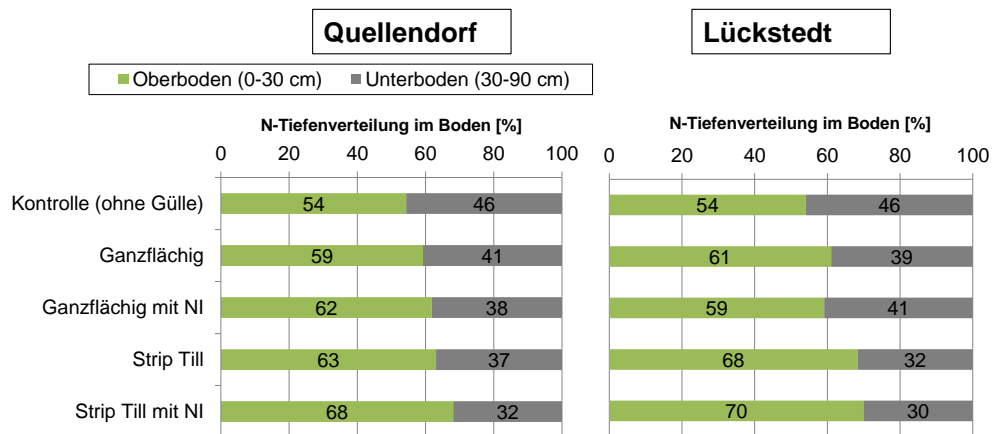 Quellendorf
Lückstedt
Oberboden (0-30 cm) Unterboden (30-90 cm)
N-Tiefenverteilung im Boden [%]
N-Tiefenverteilung im Boden [%]
0 20 40 60 80 100
0 20 40 60 80 100
Kontrolle (ohne Gülle) 54 46 54 46
Ganzflächig 59 41 61 39
Ganzflächig mit NI 62 38 59 41
Strip Till 63 37 68 32
Strip Till mit NI 68 32 70 30